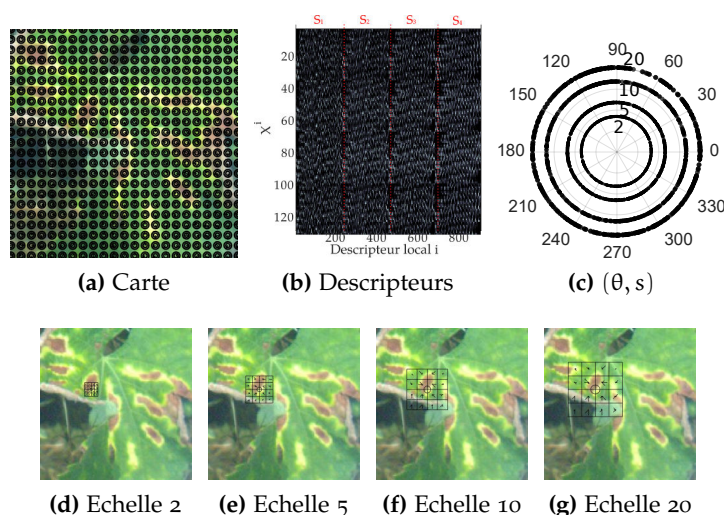 S₁ S₂ S₃ S₄
20
40
60
80
100
120
χⁱ
200 400 600 800
Descripteur local i
90
120 60
150 30
180 0
210 330
240 300
270
20
10
5
2
(a) Carte (b) Descripteurs (c) (θ, s)
(d) Echelle 2 (e) Echelle 5 (f) Echelle 10 (g) Echelle 20